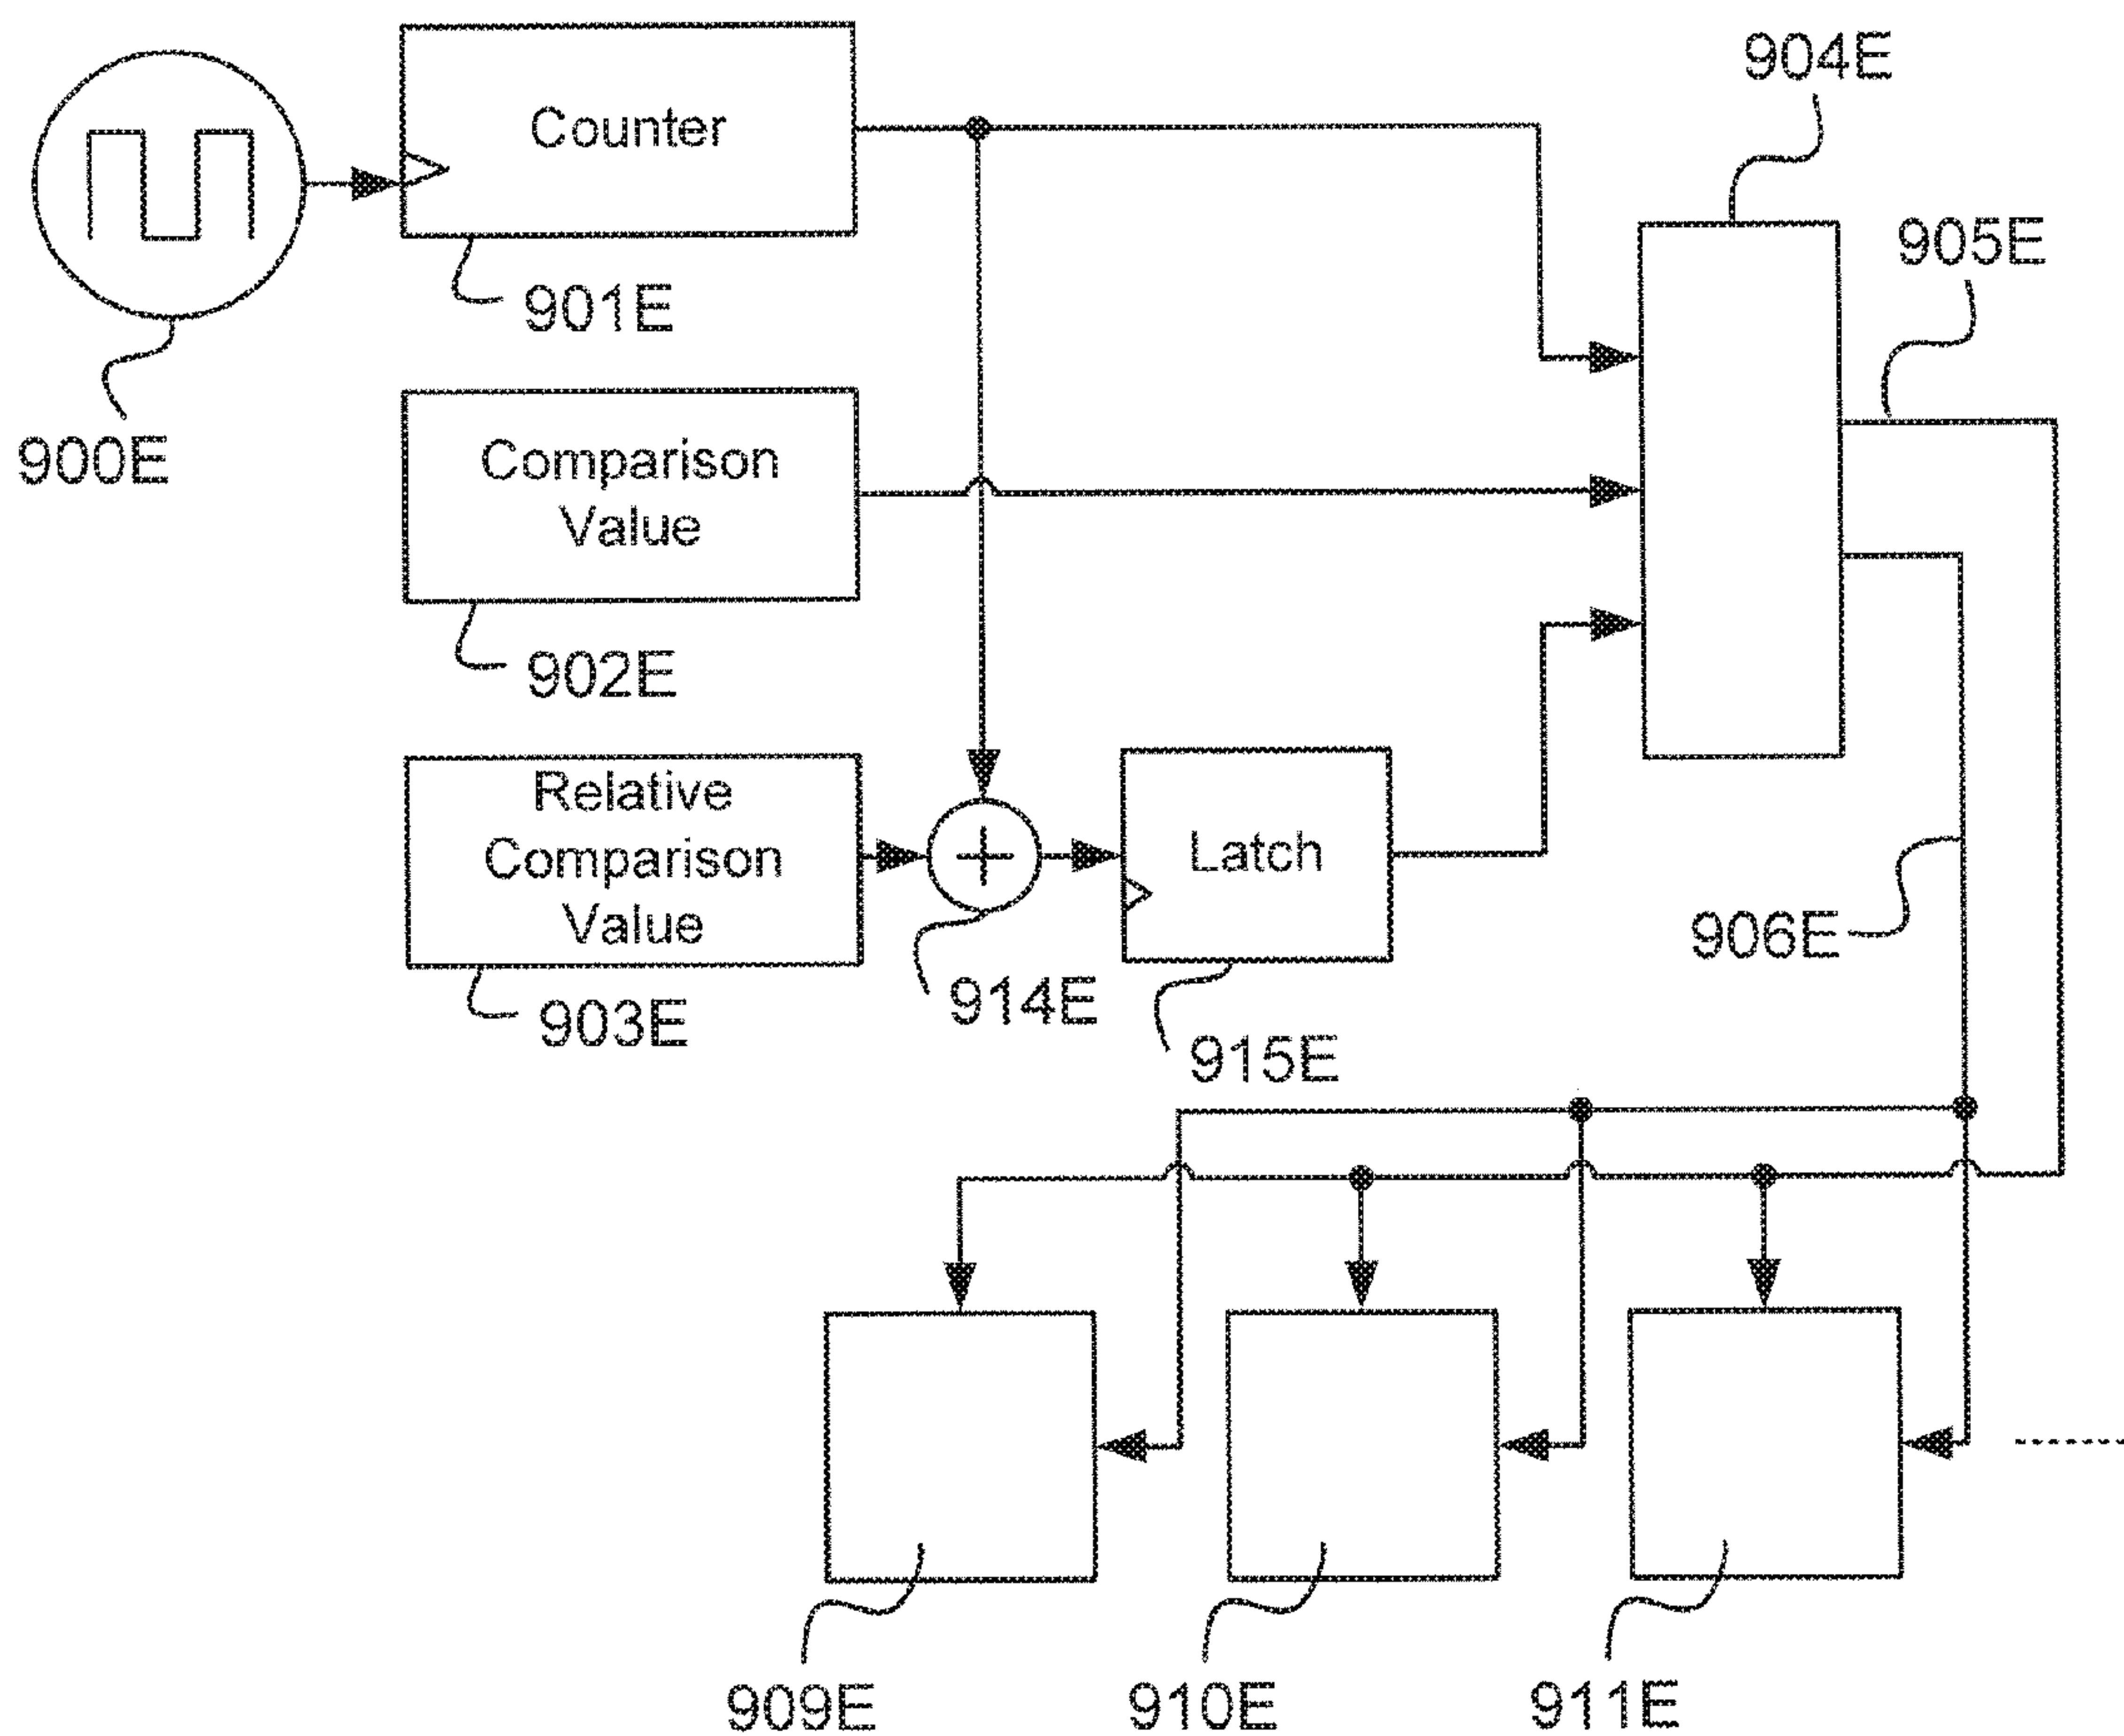 904E
Counter
905E
901E
900E
Comparison
Value
902E
Relative
Comparison
Value
Latch
906E
914E
903E
915E
909E
910E
911E